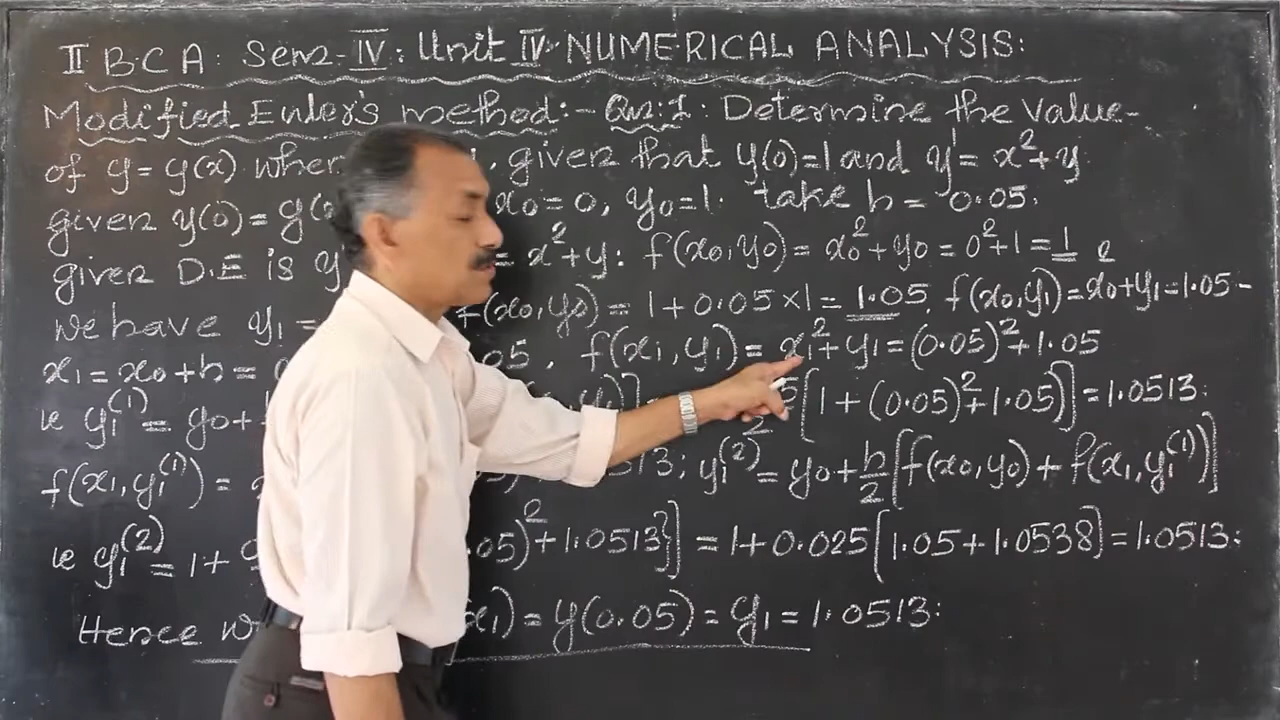 II BCA: Sem-IV: Unit IV NUMERICAL ANALYSIS:
Modified Euler's method:- Qus:1: Determine the value-
of y = y(x) when , given that y(0)=1 and y' = x²+y
given y(0) = y(0 x0=0, y0=1. take h = 0.05.
given D.E is y = x²+y: f(x0,y0) = x0²+y0 = 0²+1 = 1
we have y1 = f(x0,y0) = 1+0.05×1 = 1.05. f(x0,y1) = x0+y1 = 1.05-
x1 = x0+h = 05, f(x1,y1) = x1²+y1 = (0.05)²+1.05
ie y1^(1) = y0+ 5/2[1+(0.05)²+1.05)] = 1.0513:
f(x1,y1^(1)) = 513; y1^(2) = y0+h/2[f(x0,y0)+f(x1,y1^(1))]
ie y1^(2) = 1+ .05)²+1.0513}] = 1+0.025[1.05+1.0538] = 1.0513:
Hence x1) = y(0.05) = y1 = 1.0513: